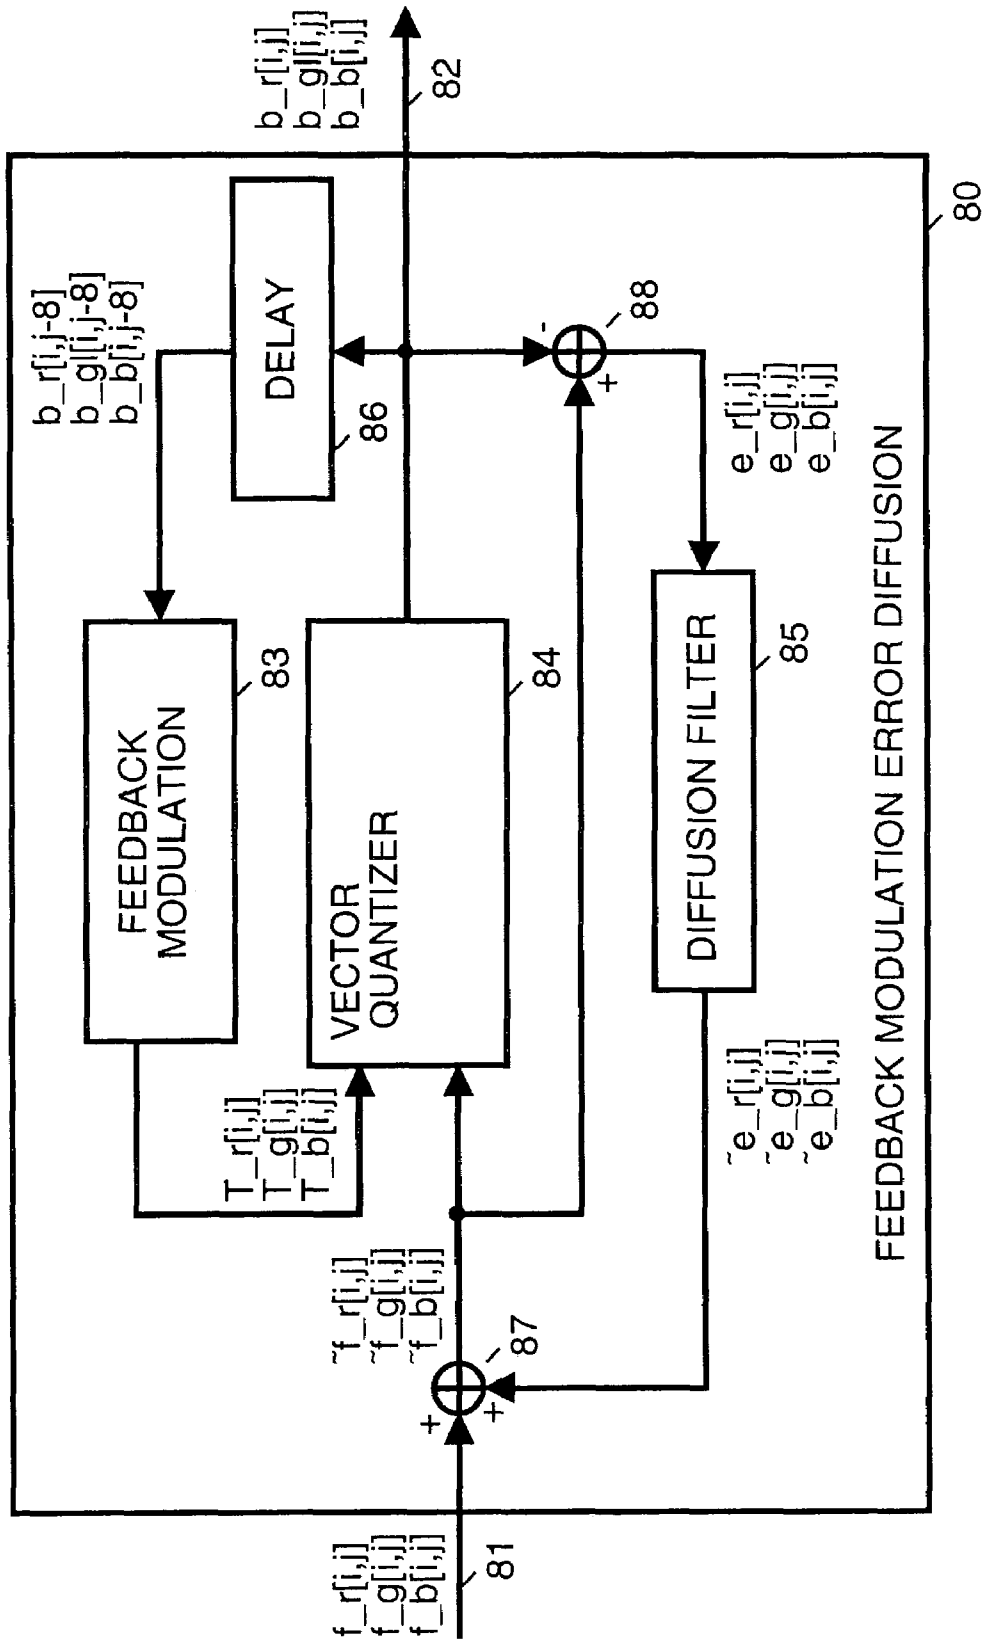 b_r[i,j]
b_gl[i,j]
b_b[i,j]
82
b_r[i,j-8]
b_gl[i,j-8]
b_b[i,j-8]
DELAY
86
-
+
88
e_r[i,j]
e_g[i,j]
e_b[i,j]
80
FEEDBACK
MODULATION
83
VECTOR
QUANTIZER
84
DIFFUSION FILTER
85
T_r[i,j]
T_g[i,j]
T_b[i,j]
~e_r[i,j]
~e_g[i,j]
~e_b[i,j]
~f_r[i,j]
~f_g[i,j]
~f_b[i,j]
+
+
87
f_r[i,j]
f_g[i,j]
f_b[i,j]
81
FEEDBACK MODULATION ERROR DIFFUSION